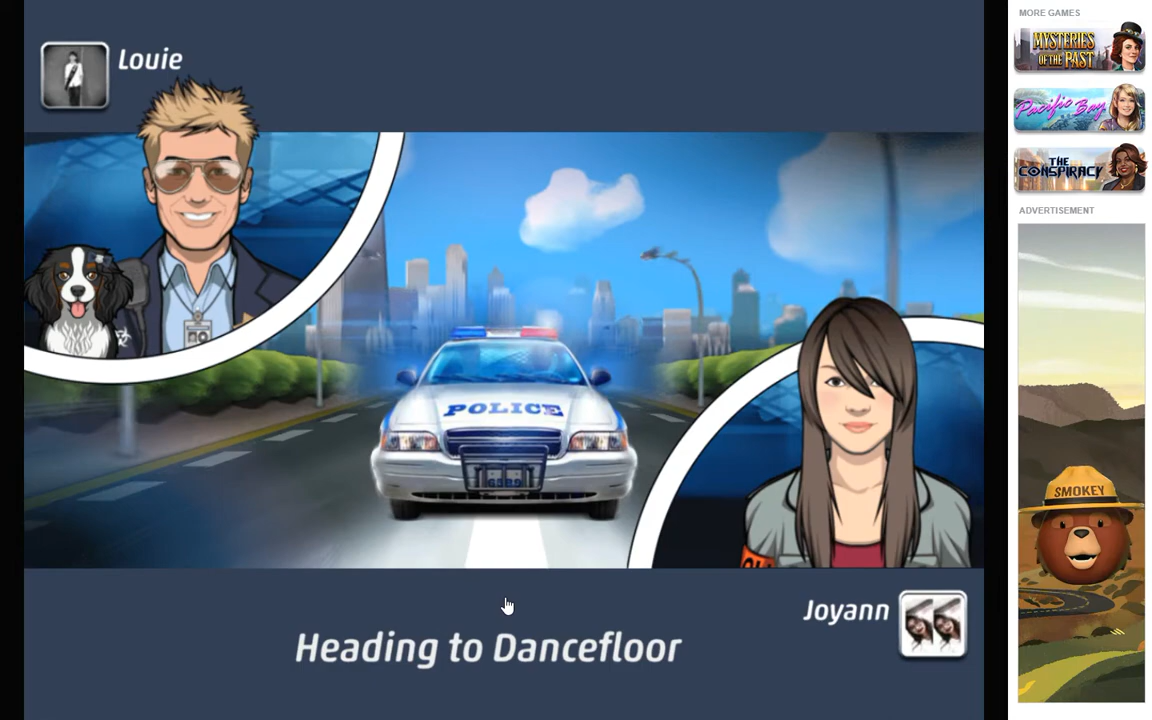 Louie
MORE GAMES
MYSTERIES
OF THE PAST
Pacific Bay
THE
CONSPIRACY
ADVERTISEMENT
POLICE
SMOKEY
Joyann
Heading to Dancefloor